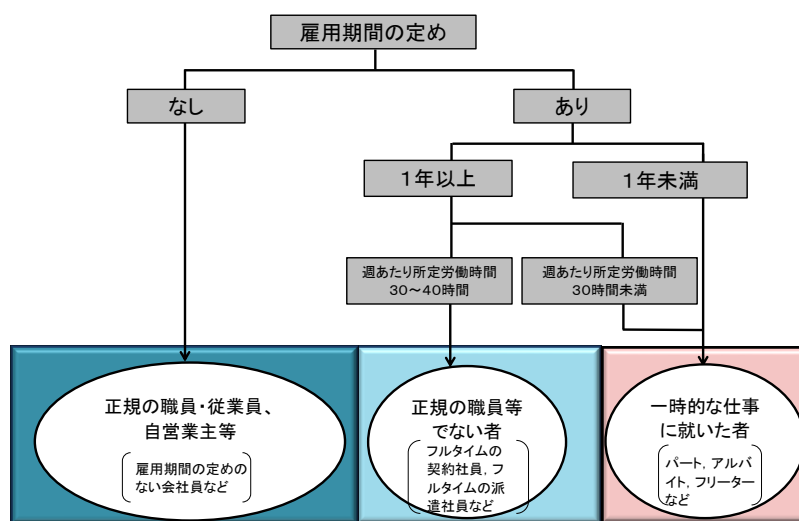 雇用期間の定め
なし
あり
1年以上
1年未満
週あたり所定労働時間
30～40時間
週あたり所定労働時間
30時間未満
正規の職員・従業員、
自営業主等
雇用期間の定めの
ない会社員など
正規の職員等
でない者
フルタイムの
契約社員, フ
ルタイムの派
遣社員など
一時的な仕事
に就いた者
パート, アルバ
イト, フリーター
など